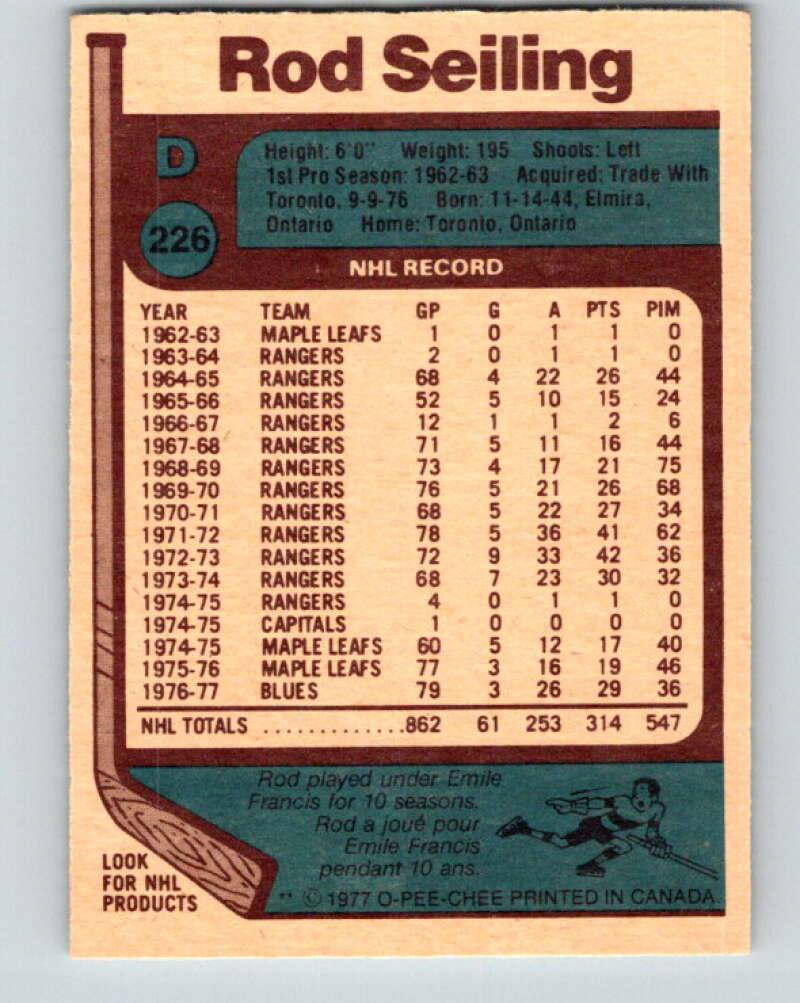 Rod Seiling
D
Height: 6'0" Weight: 195 Shoots: Left
1st Pro Season: 1962-63 Acquired: Trade With
Toronto, 9-9-76 Born: 11-14-44, Elmira,
Ontario Home: Toronto, Ontario
226
NHL RECORD
YEAR TEAM GP G A PTS PIM
1962-63 MAPLE LEAFS 1 0 1 1 0
1963-64 RANGERS 2 0 1 1 0
1964-65 RANGERS 68 4 22 26 44
1965-66 RANGERS 52 5 10 15 24
1966-67 RANGERS 12 1 1 2 6
1967-68 RANGERS 71 5 11 16 44
1968-69 RANGERS 73 4 17 21 75
1969-70 RANGERS 76 5 21 26 68
1970-71 RANGERS 68 5 22 27 34
1971-72 RANGERS 78 5 36 41 62
1972-73 RANGERS 72 9 33 42 36
1973-74 RANGERS 68 7 23 30 32
1974-75 RANGERS 4 0 1 1 0
1974-75 CAPITALS 1 0 0 0 0
1974-75 MAPLE LEAFS 60 5 12 17 40
1975-76 MAPLE LEAFS 77 3 16 19 46
1976-77 BLUES 79 3 26 29 36
NHL TOTALS .............862 61 253 314 547
Rod played under Emile
Francis for 10 seasons.
Rod a joué pour
Emile Francis
pendant 10 ans.
LOOK
FOR NHL
PRODUCTS
** © 1977 O-PEE-CHEE PRINTED IN CANADA.